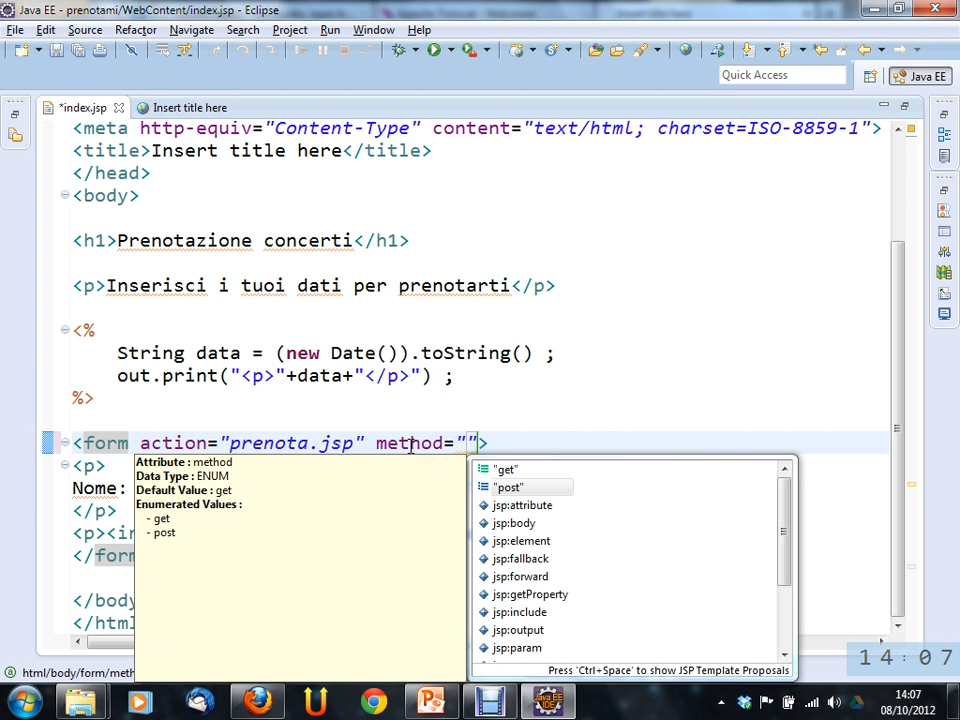 Java EE - prenotami/WebContent/index.jsp - Eclipse
File Edit Source Refactor Navigate Search Project Run Window Help
Quick Access
Java EE
*index.jsp
Insert title here
<meta http-equiv="Content-Type" content="text/html; charset=ISO-8859-1">
<title>Insert title here</title>
</head>
<body>
<h1>Prenotazione concerti</h1>
<p>Inserisci i tuoi dati per prenotarti</p>
<%
String data = (new Date()).toString() ;
out.print("<p>"+data+"</p>") ;
%>
<form action="prenota.jsp" method="">
<p>
Nome:
</p>
<p><in
</form
</body
</htm
Attribute : method
Data Type : ENUM
Default Value : get
Enumerated Values :
- get
- post
"get"
"post"
jsp:attribute
jsp:body
jsp:element
jsp:fallback
jsp:forward
jsp:getProperty
jsp:include
jsp:output
jsp:param
Press 'Ctrl+Space' to show JSP Template Proposals
html/body/form/meth
14:07
14:07
08/10/2012